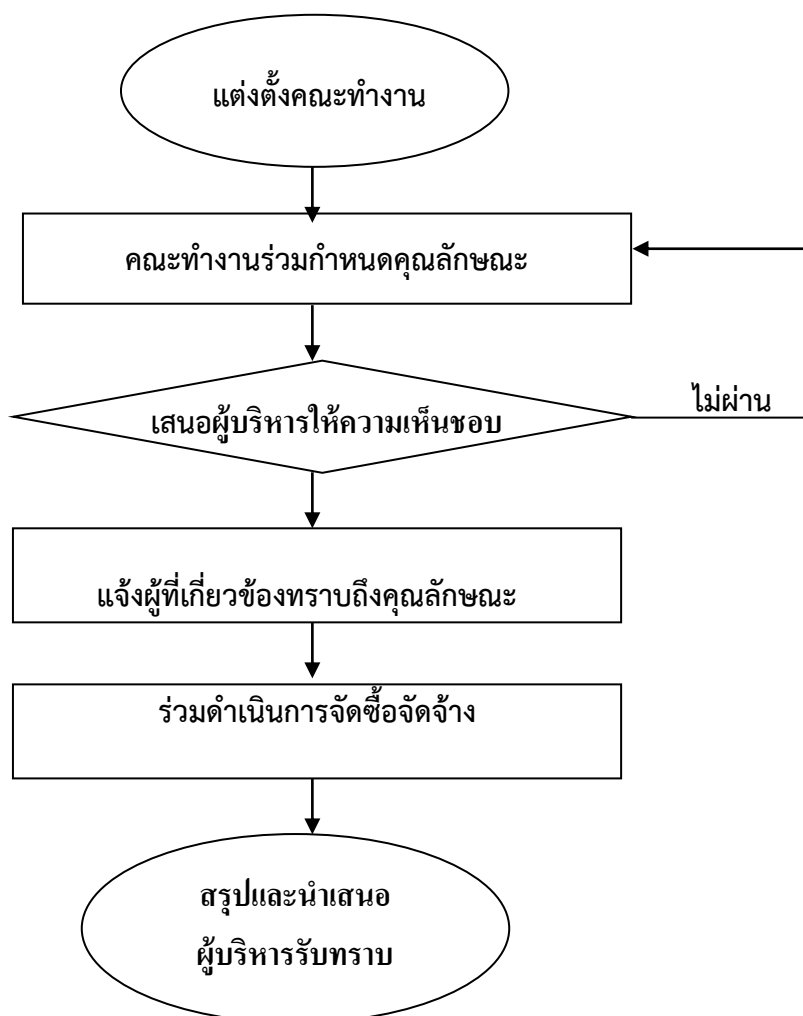 แต่งตั้งคณะทำงาน
คณะทำงานร่วมกำหนดคุณลักษณะ
เสนอผู้บริหารให้ความเห็นชอบ
ไม่ผ่าน
แจ้งผู้ที่เกี่ยวข้องทราบถึงคุณลักษณะ
ร่วมดำเนินการจัดซื้อจัดจ้าง
สรุปและนำเสนอ
ผู้บริหารรับทราบ